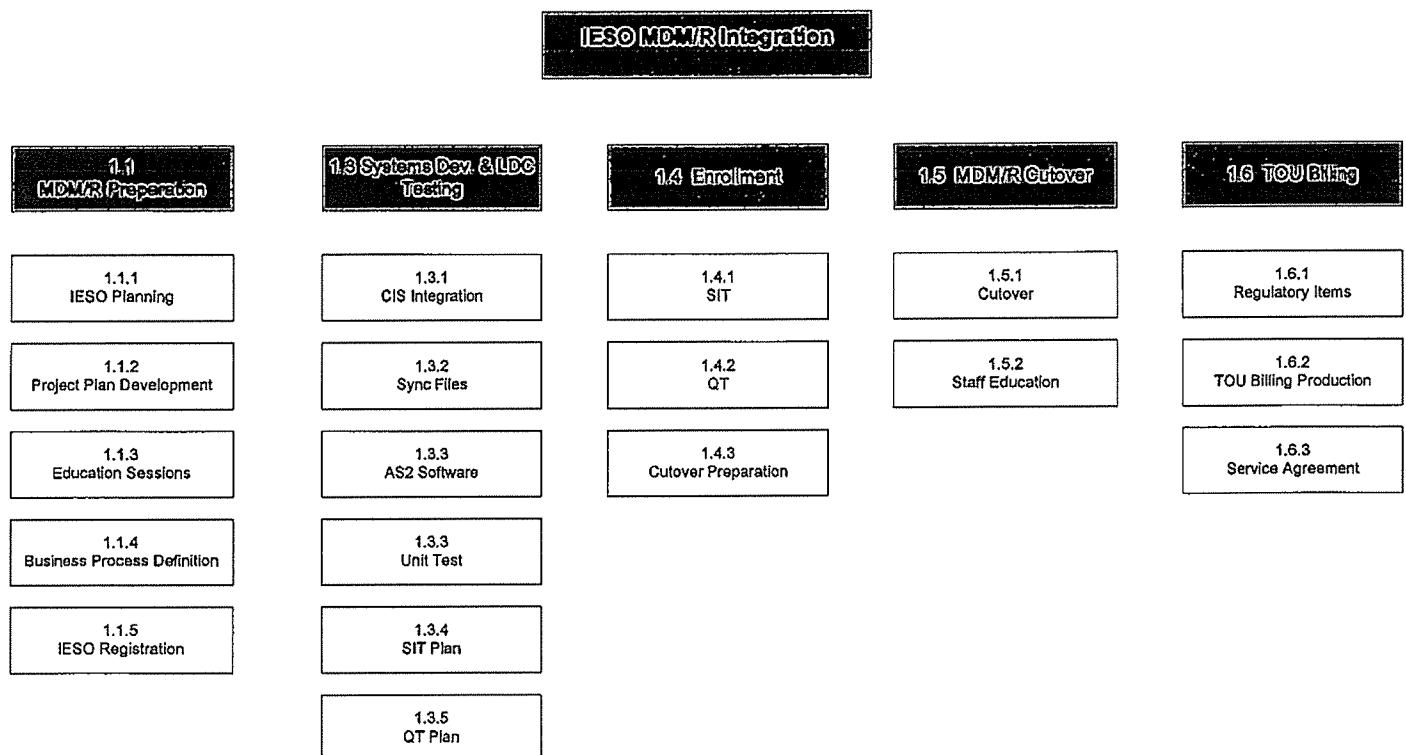 IESO MDM/R Integration
1.1
MDM/R Preparation
1.1.1
IESO Planning
1.1.2
Project Plan Development
1.1.3
Education Sessions
1.1.4
Business Process Definition
1.1.5
IESO Registration
1.3 Systems Dev. & LDC
Testing
1.3.1
CIS Integration
1.3.2
Sync Files
1.3.3
AS2 Software
1.3.3
Unit Test
1.3.4
SIT Plan
1.3.5
QT Plan
1.4 Enrollment
1.4.1
SIT
1.4.2
QT
1.4.3
Cutover Preparation
1.5 MDM/R Cutover
1.5.1
Cutover
1.5.2
Staff Education
1.6 TOU Billing
1.6.1
Regulatory Items
1.6.2
TOU Billing Production
1.6.3
Service Agreement